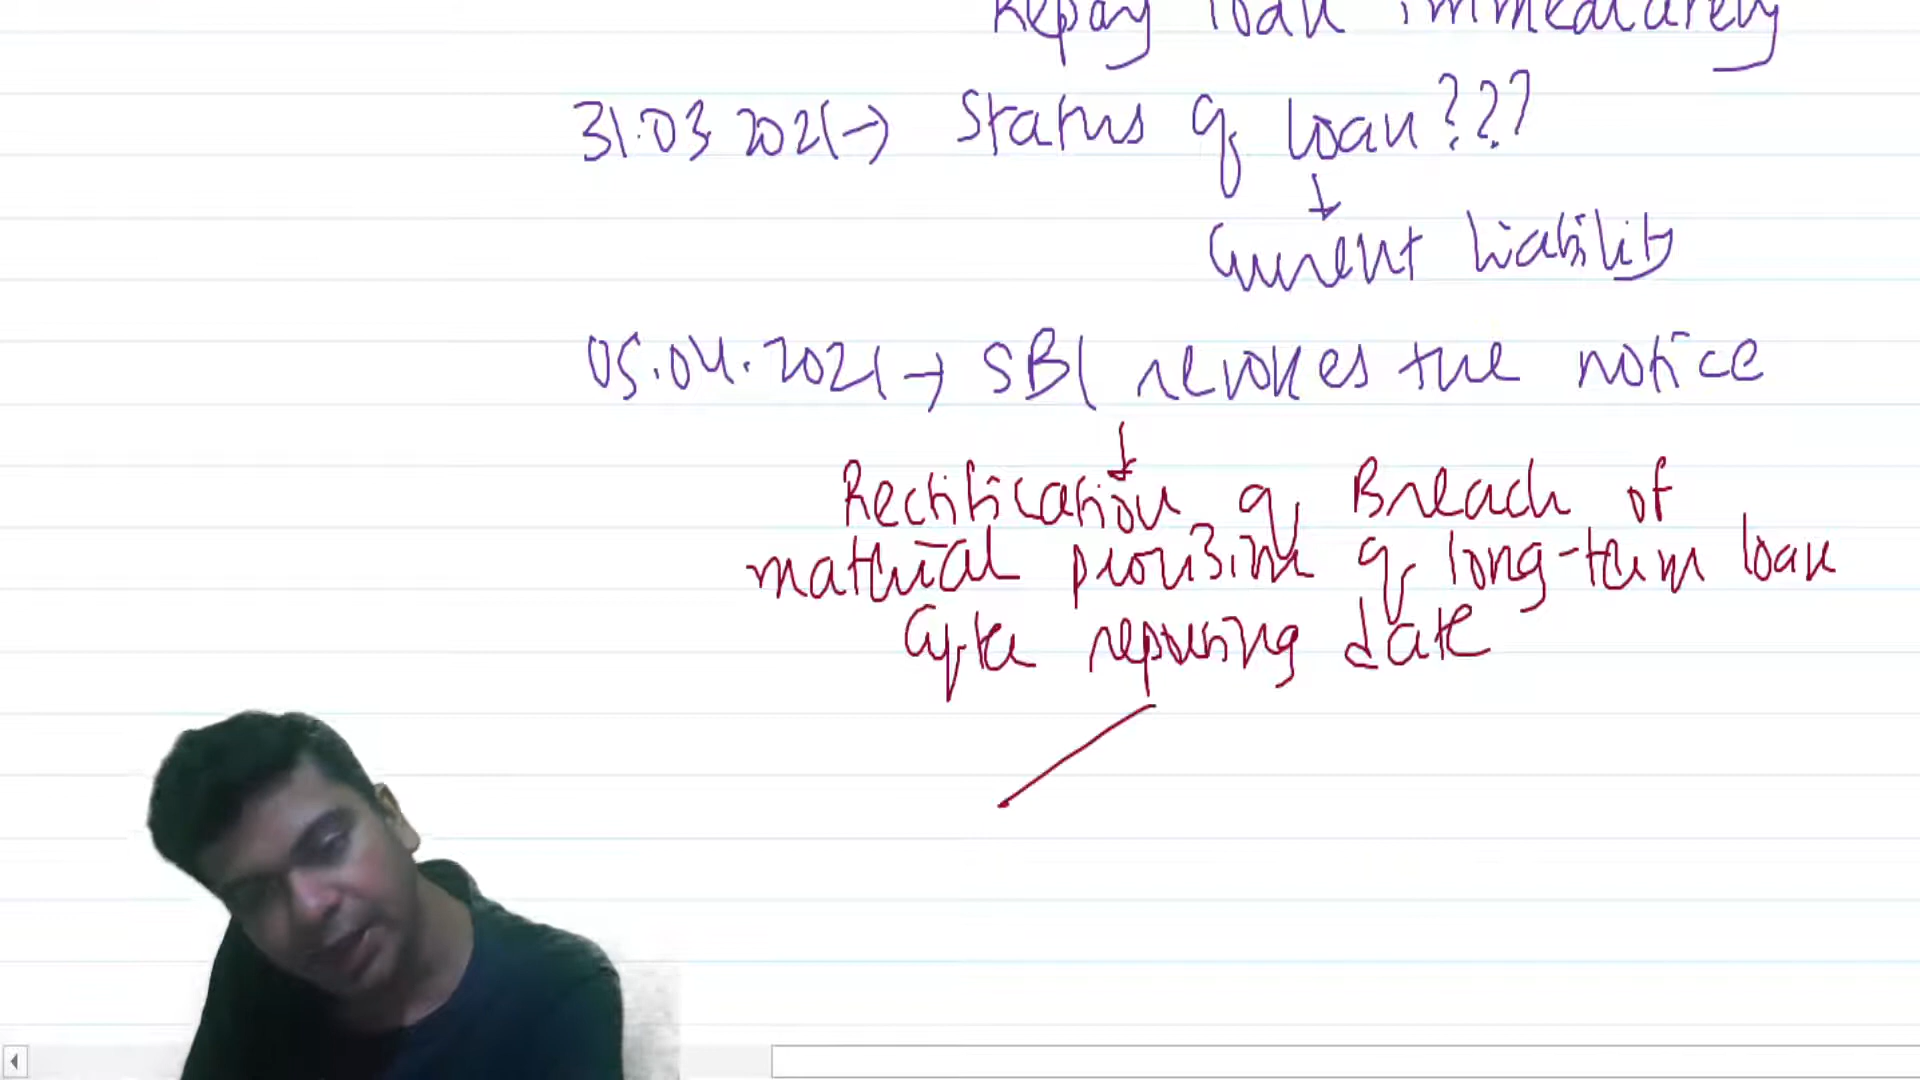 Repay loan immediately
31.03.2021→ Status of loan???
↓
Current liability
05.04.2021→ SBI revokes the notice
↓
Rectification of Breach of
material provision of long-term loan
after reporting date